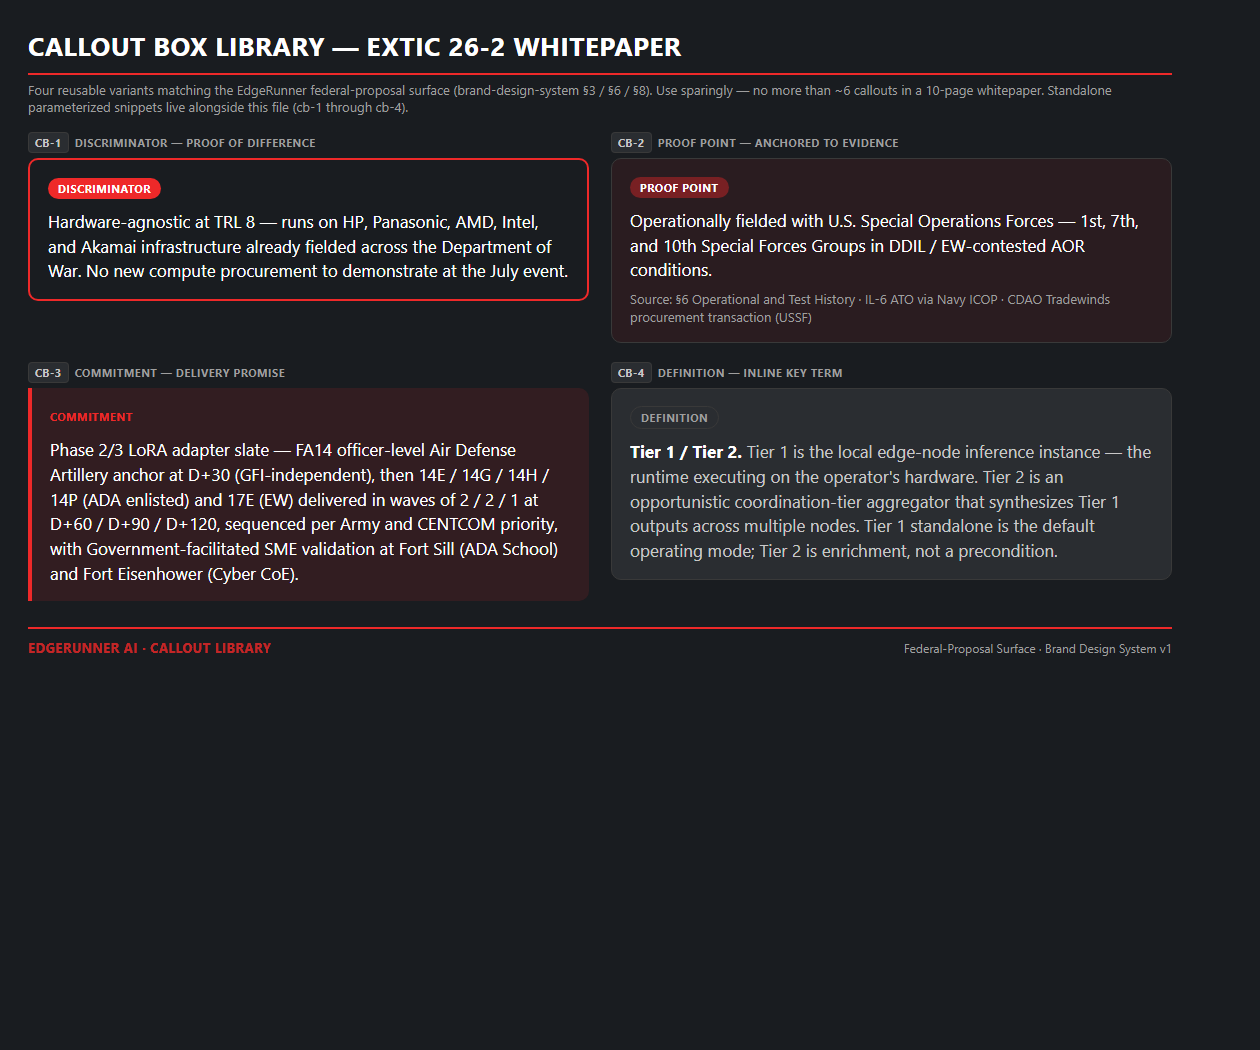 CALLOUT BOX LIBRARY — EXTIC 26-2 WHITEPAPER
Four reusable variants matching the EdgeRunner federal-proposal surface (brand-design-system §3 / §6 / §8). Use sparingly — no more than ~6 callouts in a 10-page whitepaper. Standalone
parameterized snippets live alongside this file (cb-1 through cb-4).
CB-1 DISCRIMINATOR — PROOF OF DIFFERENCE
DISCRIMINATOR
Hardware-agnostic at TRL 8 — runs on HP, Panasonic, AMD, Intel,
and Akamai infrastructure already fielded across the Department of
War. No new compute procurement to demonstrate at the July event.
CB-2 PROOF POINT — ANCHORED TO EVIDENCE
PROOF POINT
Operationally fielded with U.S. Special Operations Forces — 1st, 7th,
and 10th Special Forces Groups in DDIL / EW-contested AOR
conditions.
Source: §6 Operational and Test History · IL-6 ATO via Navy ICOP · CDAO Tradewinds
procurement transaction (USSF)
CB-3 COMMITMENT — DELIVERY PROMISE
COMMITMENT
Phase 2/3 LoRA adapter slate — FA14 officer-level Air Defense
Artillery anchor at D+30 (GFI-independent), then 14E / 14G / 14H /
14P (ADA enlisted) and 17E (EW) delivered in waves of 2 / 2 / 1 at
D+60 / D+90 / D+120, sequenced per Army and CENTCOM priority,
with Government-facilitated SME validation at Fort Sill (ADA School)
and Fort Eisenhower (Cyber CoE).
CB-4 DEFINITION — INLINE KEY TERM
DEFINITION
Tier 1 / Tier 2. Tier 1 is the local edge-node inference instance — the
runtime executing on the operator's hardware. Tier 2 is an
opportunistic coordination-tier aggregator that synthesizes Tier 1
outputs across multiple nodes. Tier 1 standalone is the default
operating mode; Tier 2 is enrichment, not a precondition.
EDGERUNNER AI · CALLOUT LIBRARY
Federal-Proposal Surface · Brand Design System v1